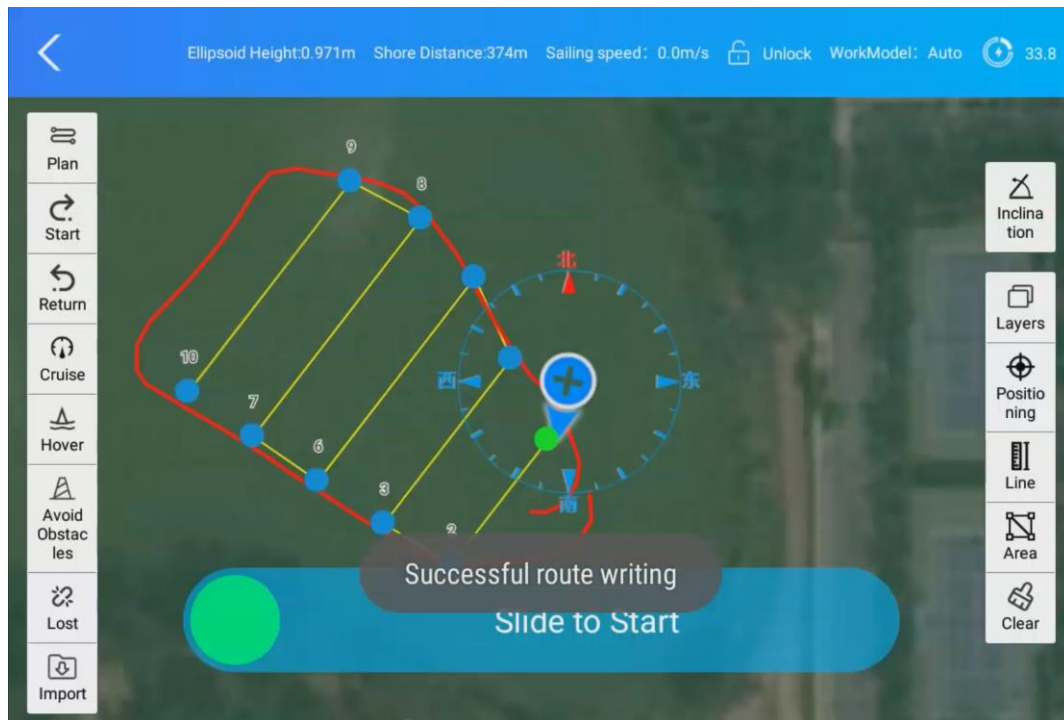 Ellipsoid Height:0.971m Shore Distance:374m Sailing speed：0.0m/s Unlock WorkModel：Auto 33.8
Plan
Start
Return
Cruise
Hover
Avoid
Obstac
les
Lost
Import
9
8
10
7
6
3
2
北
西
东
南
Inclina
tion
Layers
Positio
ning
Line
Area
Clear
Successful route writing
Slide to Start